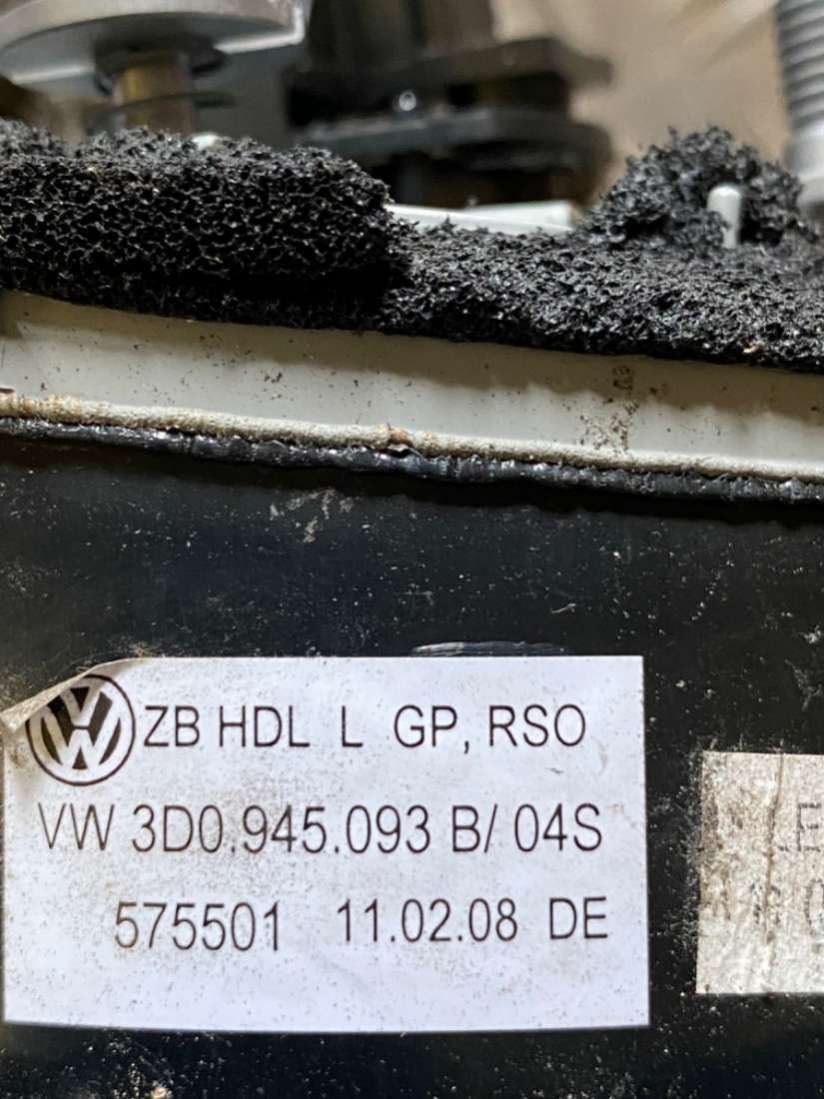 ZB HDL L GP, RSO
VW 3D0.945.093 B/ 04S
575501 11.02.08 DE